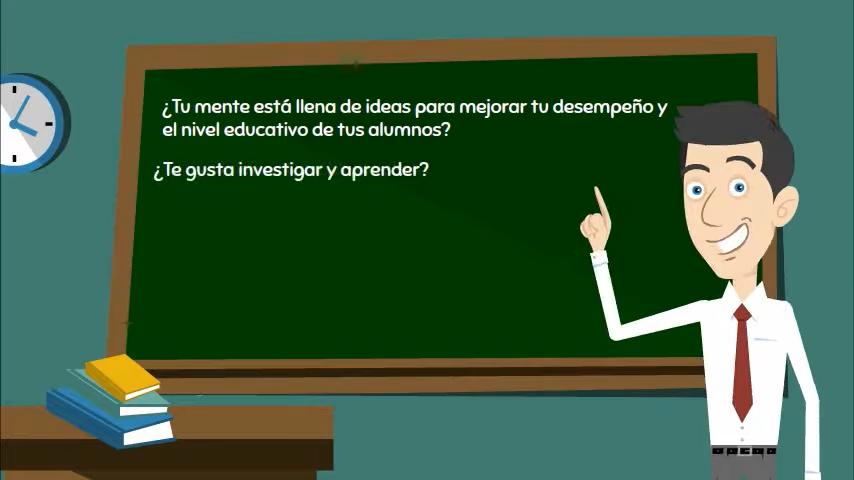 ¿Tu mente está llena de ideas para mejorar tu desempeño y
el nivel educativo de tus alumnos?
¿Te gusta investigar y aprender?